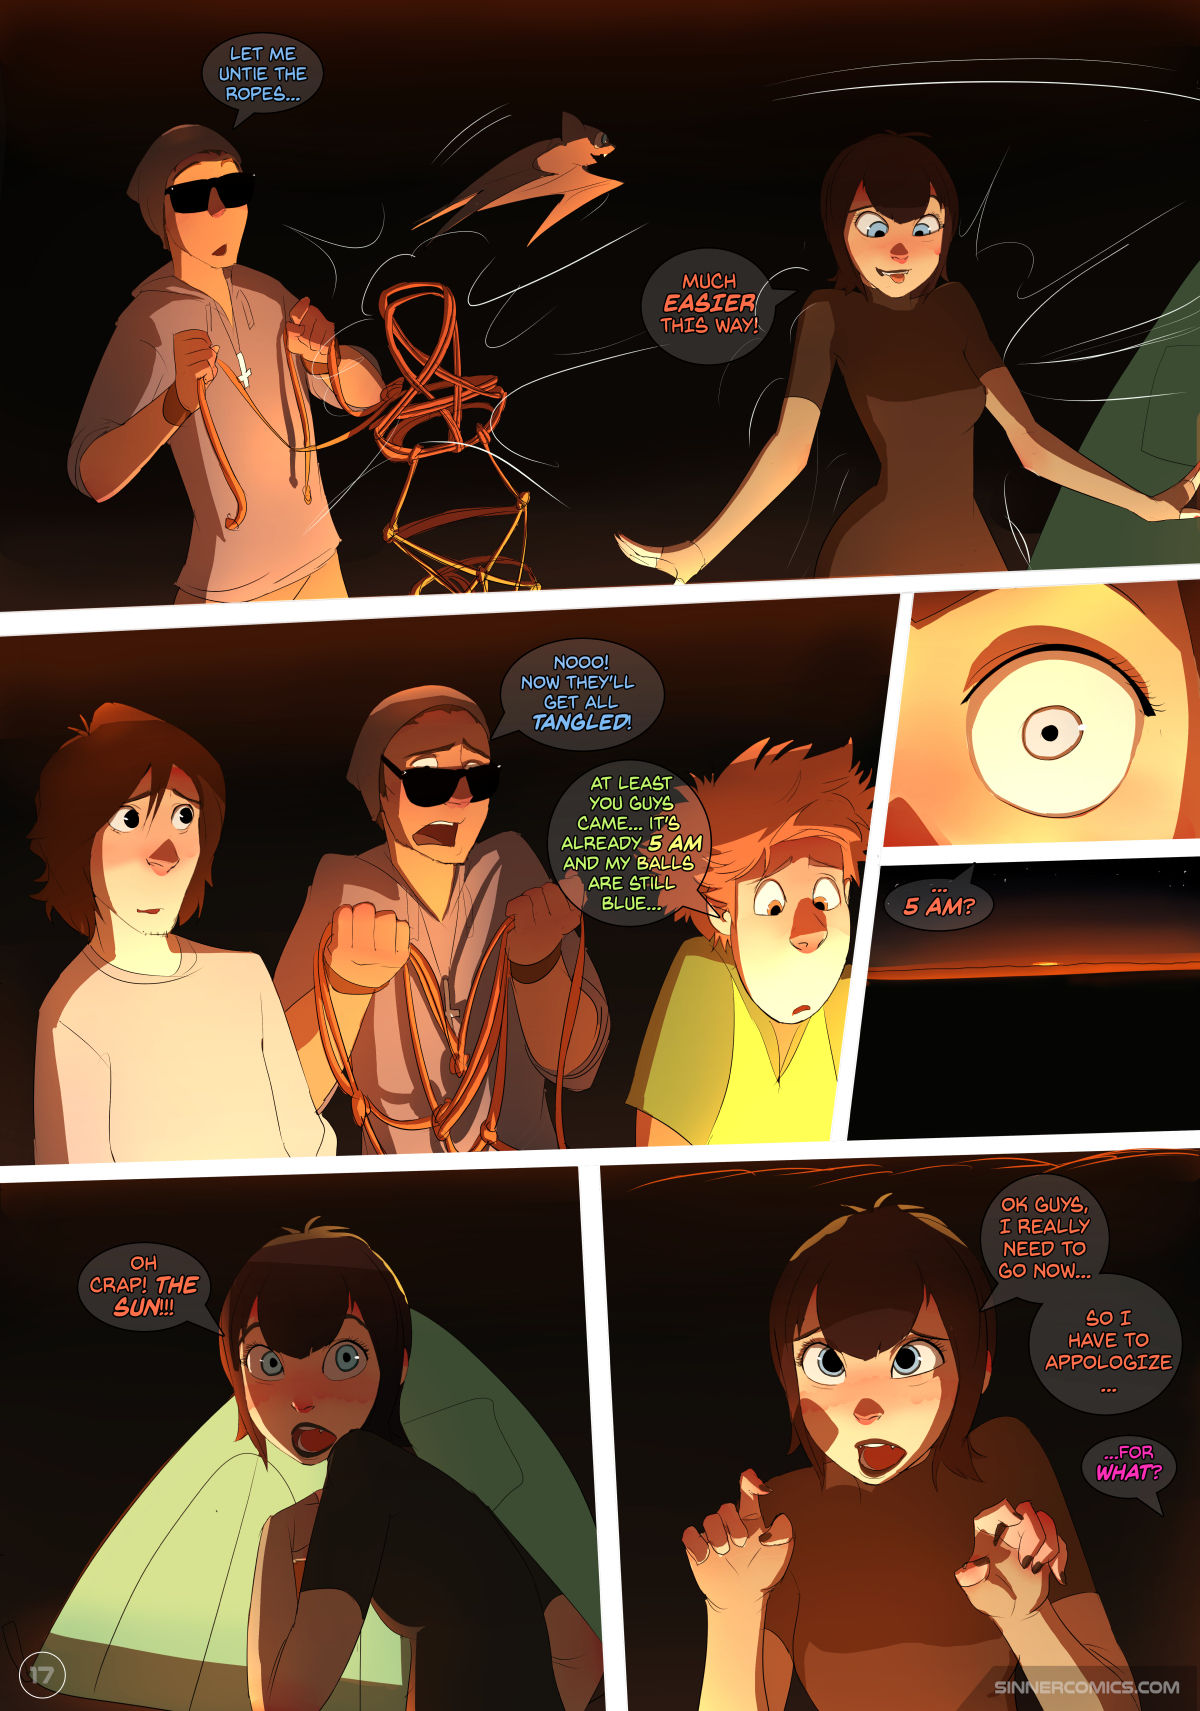 LET ME
UNTIE THE
ROPES...
MUCH
EASIER
THIS WAY!
NOOO!
NOW THEY'LL
GET ALL
TANGLED!
AT LEAST
YOU GUYS
CAME... IT'S
ALREADY 5 AM
AND MY BALLS
ARE STILL
BLUE...
...
5 AM?
OH
CRAP! THE
SUN!!!
OK GUYS,
I REALLY
NEED TO
GO NOW...
SO I
HAVE TO
APPOLOGIZE
...
...FOR
WHAT?
17
SINNERCOMICS.COM